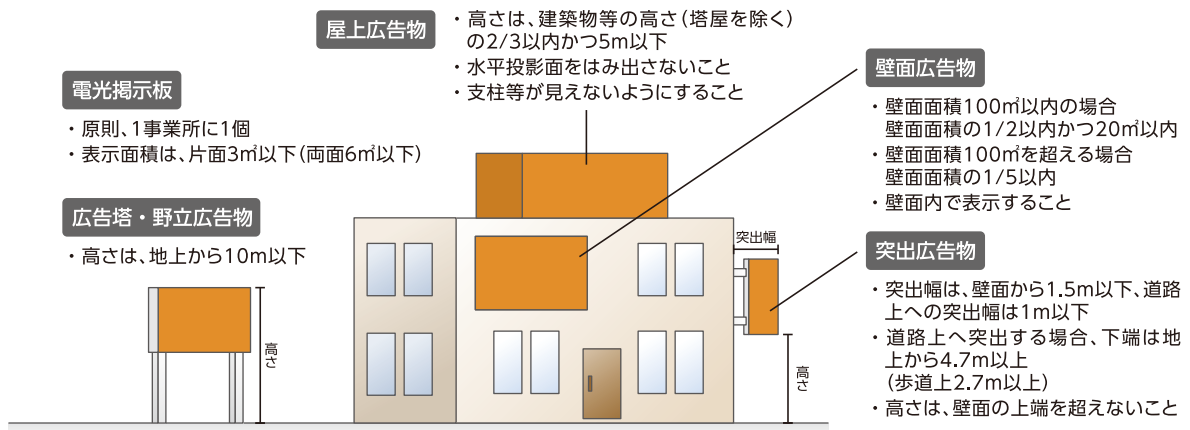 屋上広告物
・高さは、建築物等の高さ(塔屋を除く)
の2/3以内かつ5m以下
・水平投影面をはみ出さないこと
・支柱等が見えないようにすること
電光掲示板
・原則、1事業所に1個
・表示面積は、片面3㎡以下(両面6㎡以下)
広告塔・野立広告物
・高さは、地上から10m以下
高さ
壁面広告物
・壁面面積100㎡以内の場合
壁面面積の1/2以内かつ20㎡以内
・壁面面積100㎡を超える場合
壁面面積の1/5以内
・壁面内で表示すること
突出幅
高さ
突出広告物
・突出幅は、壁面から1.5m以下、道路
上への突出幅は1m以下
・道路上へ突出する場合、下端は地
上から4.7m以上
(歩道上2.7m以上)
・高さは、壁面の上端を超えないこと